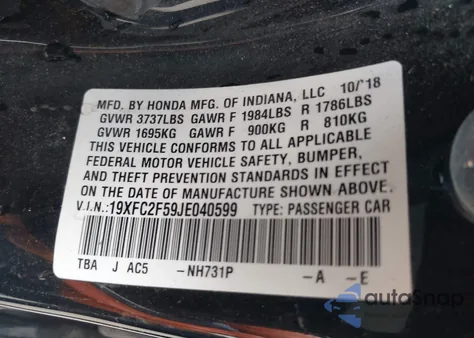 MFD. BY HONDA MFG. OF INDIANA, LLC 10/'18
GVWR 3737LBS GAWR F 1984LBS R 1786LBS
GVWR 1695KG GAWR F 900KG R 810KG
THIS VEHICLE CONFORMS TO ALL APPLICABLE
FEDERAL MOTOR VEHICLE SAFETY, BUMPER,
AND THEFT PREVENTION STANDARDS IN EFFECT
ON THE DATE OF MANUFACTURE SHOWN ABOVE.
V.I.N.:19XFC2F59JE040599 TYPE: PASSENGER CAR
TBA J AC5 -NH731P -A -E
autoSnap